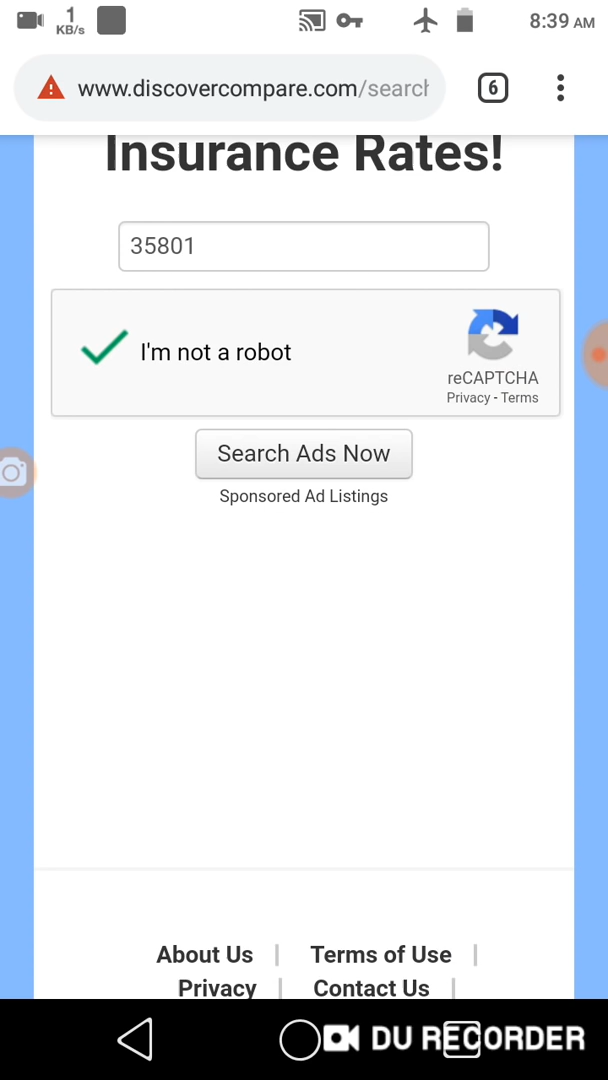 1
KB/s
8:39 AM
www.discovercompare.com/search
6
Insurance Rates!
35801
I'm not a robot
reCAPTCHA
Privacy - Terms
Search Ads Now
Sponsored Ad Listings
About Us | Terms of Use |
Privacy | Contact Us |
DU RECORDER